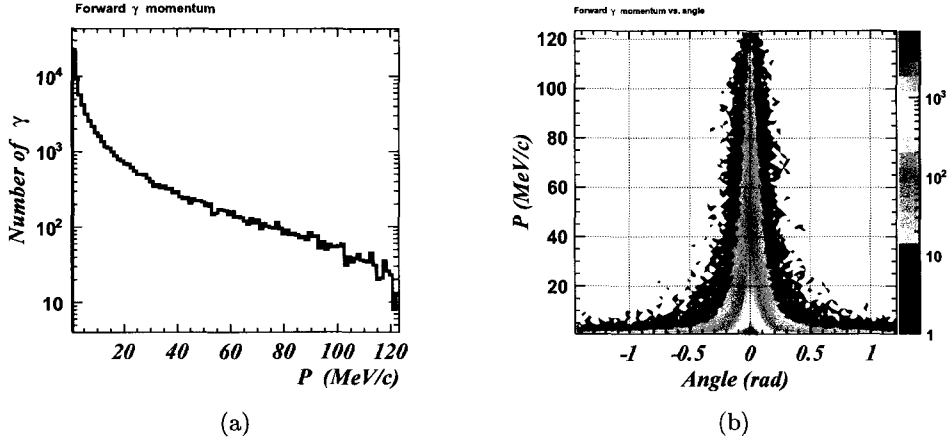 Forward γ momentum
Number of γ
10⁴
10³
10²
10
20 40 60 80 100 120
P (MeV/c)
(a)
Forward γ momentum vs. angle
P (MeV/c)
120
100
80
60
40
20
-1 -0.5 0 0.5 1
Angle (rad)
10³
10²
10
1
(b)